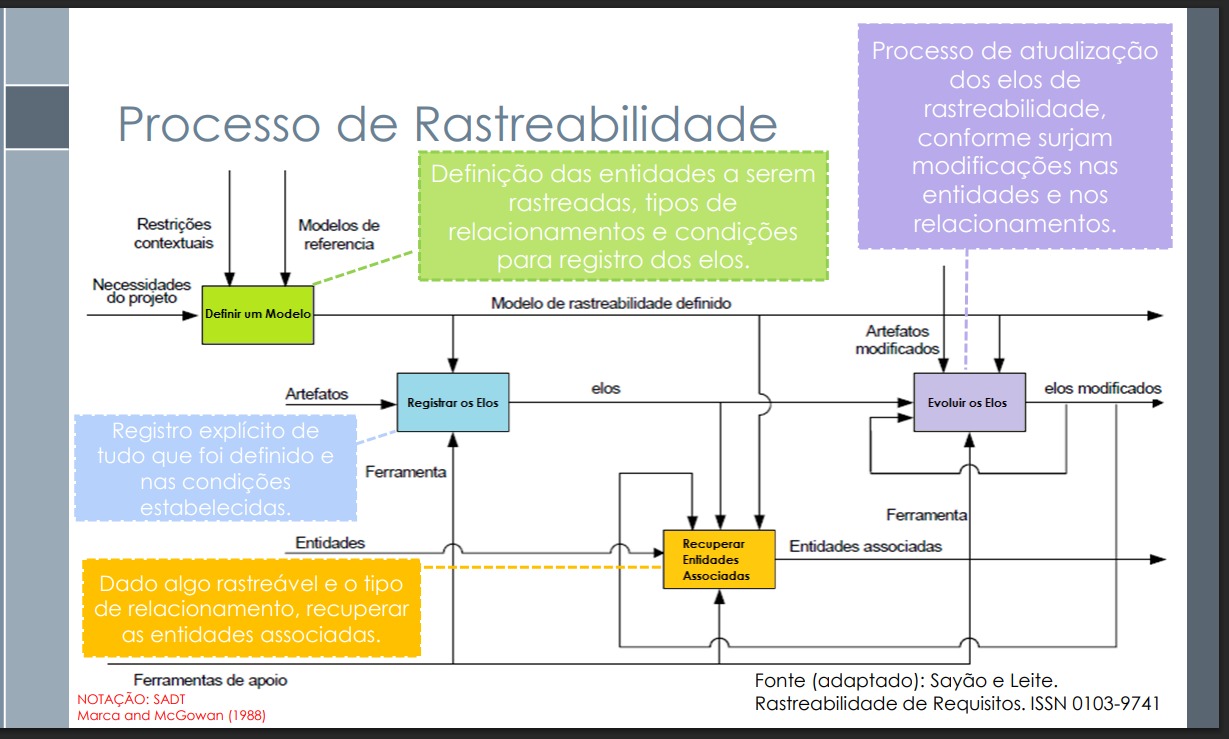 Processo de Rastreabilidade
Processo de atualização
dos elos de
rastreabilidade,
conforme surjam
modificações nas
entidades e nos
relacionamentos.
Definição das entidades a serem
rastreadas, tipos de
relacionamentos e condições
para registro dos elos.
Restrições
contextuais
Modelos de
referencia
Necessidades
do projeto
Definir um Modelo
Modelo de rastreabilidade definido
Artefatos
modificados
Artefatos
Registrar os Elos
elos
Evoluir os Elos
elos modificados
Registro explícito de
tudo que foi definido e
nas condições
estabelecidas.
Ferramenta
Ferramenta
Entidades
Recuperar
Entidades
Associadas
Entidades associadas
Dado algo rastreável e o tipo
de relacionamento, recuperar
as entidades associadas.
Ferramentas de apoio
NOTAÇÃO: SADT
Marca and McGowan (1988)
Fonte (adaptado): Sayão e Leite.
Rastreabilidade de Requisitos. ISSN 0103-9741